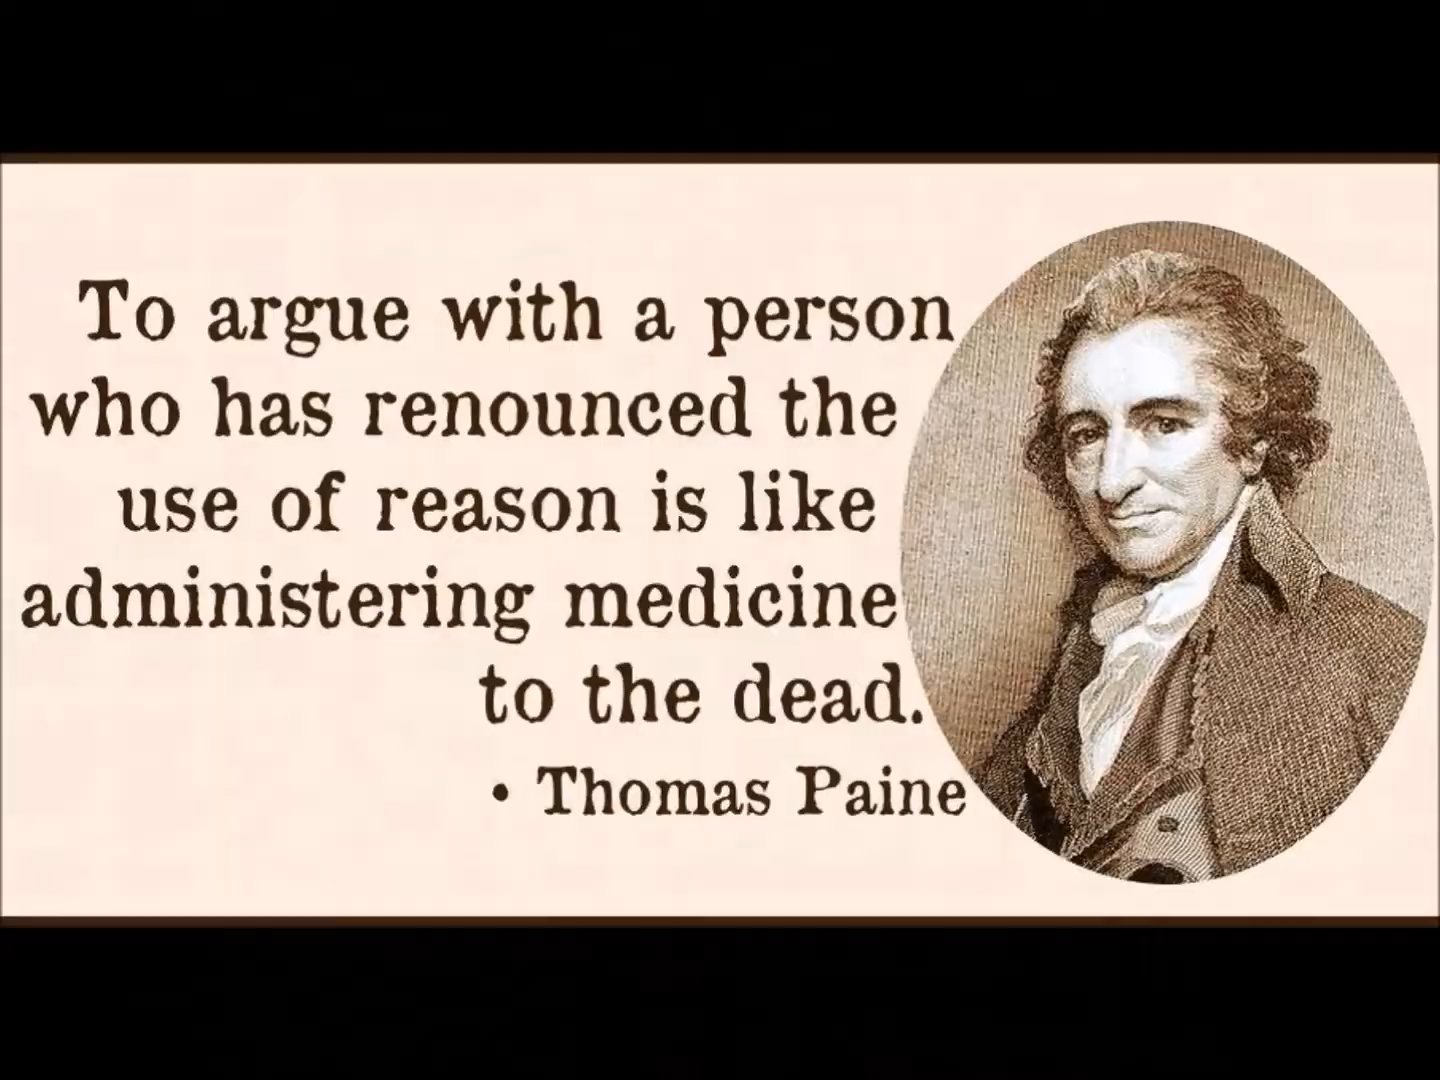 To argue with a person
who has renounced the
use of reason is like
administering medicine
to the dead.
• Thomas Paine